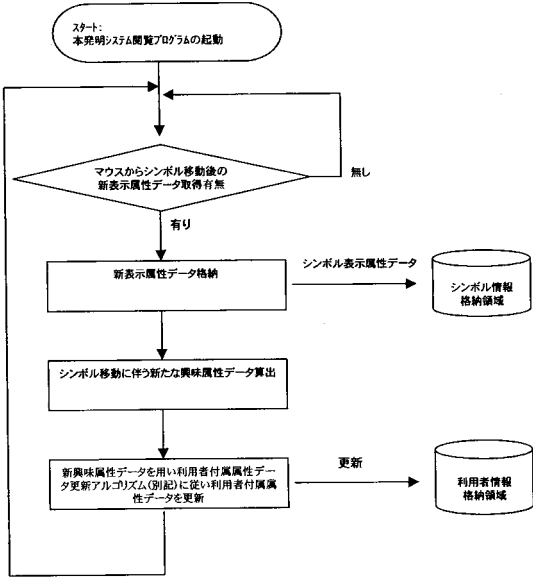 スタート:
本発明システム閲覧プログラムの起動
マウスからシンボル移動後の
新表示属性データ取得有無
無し
有り
新表示属性データ格納
シンボル表示属性データ
シンボル情報
格納領域
シンボル移動に伴う新たな興味属性データ算出
新興味属性データを用い利用者付属属性デー
タ更新アルゴリズム(別記)に従い利用者付属属
性データを更新
更新
利用者情報
格納領域